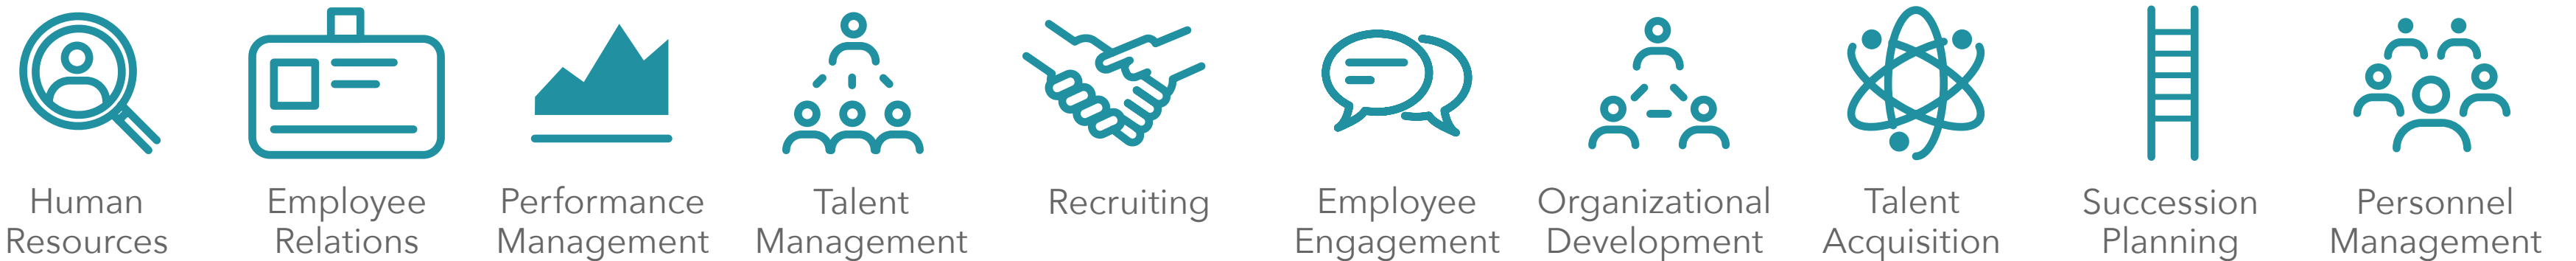 Human
Resources
Employee
Relations
Performance
Management
Talent
Management
Recruiting
Employee
Engagement
Organizational
Development
Talent
Acquisition
Succession
Planning
Personnel
Management